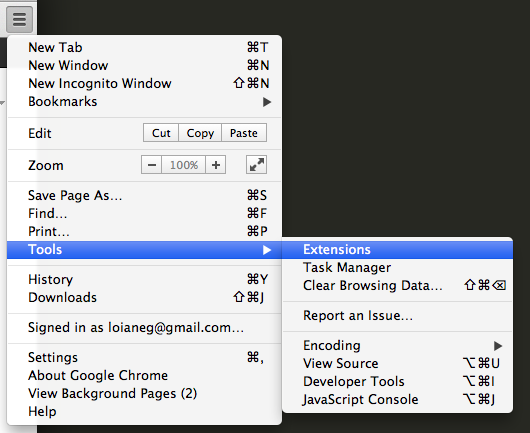 New Tab ⌘T
New Window ⌘N
New Incognito Window ⇧⌘N
Bookmarks ▶
Edit Cut Copy Paste
Zoom − 100% +
Save Page As... ⌘S
Find... ⌘F
Print... ⌘P
Tools ▶
History ⌘Y
Downloads ⇧⌘J
Signed in as loianeg@gmail.com...
Settings ⌘,
About Google Chrome
View Background Pages (2)
Help
Extensions
Task Manager
Clear Browsing Data... ⇧⌘⌫
Report an Issue...
Encoding ▶
View Source ⌥⌘U
Developer Tools ⌥⌘I
JavaScript Console ⌥⌘J